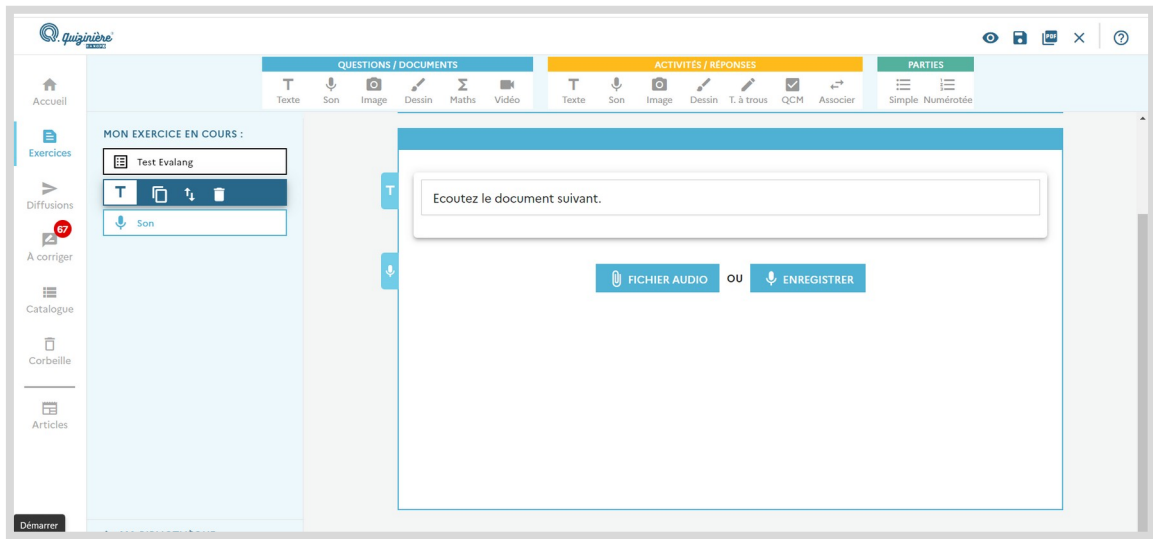 Quizinière
CANOPÉ
PDF
QUESTIONS / DOCUMENTS
ACTIVITÉS / RÉPONSES
PARTIES
Texte Son Image Dessin Maths Vidéo
Texte Son Image Dessin T. à trous QCM Associer
Simple Numérotée
Accueil
Exercices
Diffusions
67
À corriger
Catalogue
Corbeille
Articles
Démarrer
MON EXERCICE EN COURS :
Test Evalang
T
Son
T
Ecoutez le document suivant.
FICHIER AUDIO OU ENREGISTRER